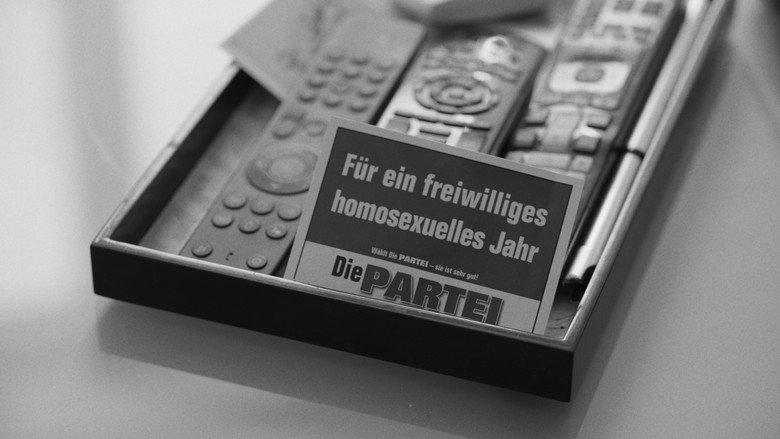 Für ein freiwilliges
homosexuelles Jahr
Wählt Die PARTEI – sie ist sehr gut!
Die PARTEI